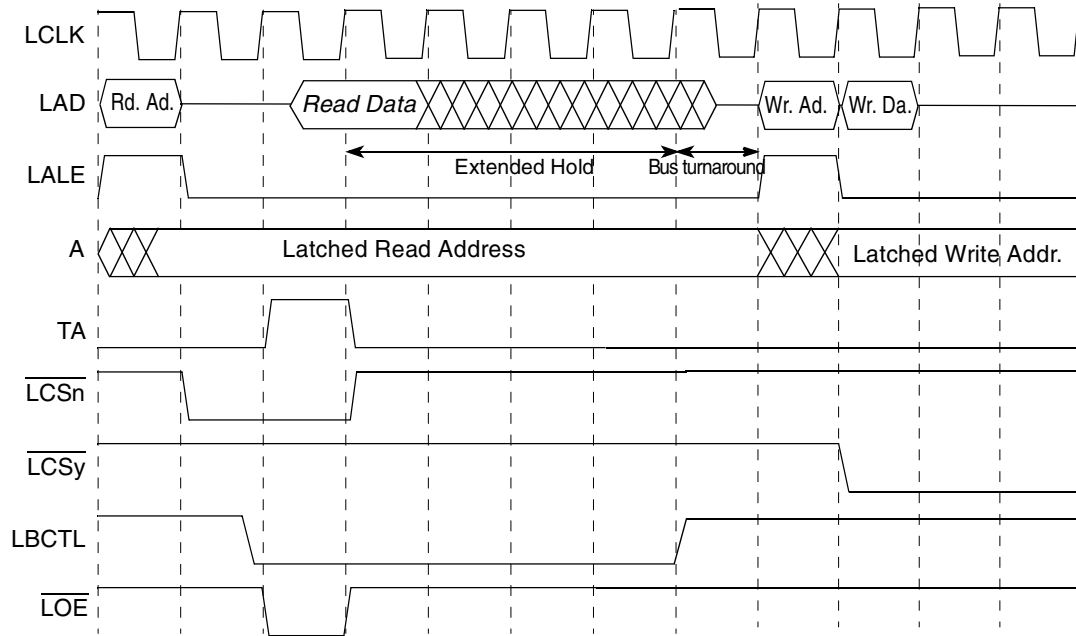 LCLK
LAD Rd. Ad. Read Data Wr. Ad. Wr. Da.
Extended Hold Bus turnaround
LALE
A Latched Read Address Latched Write Addr.
TA
LCSn
LCSy
LBCTL
LOE